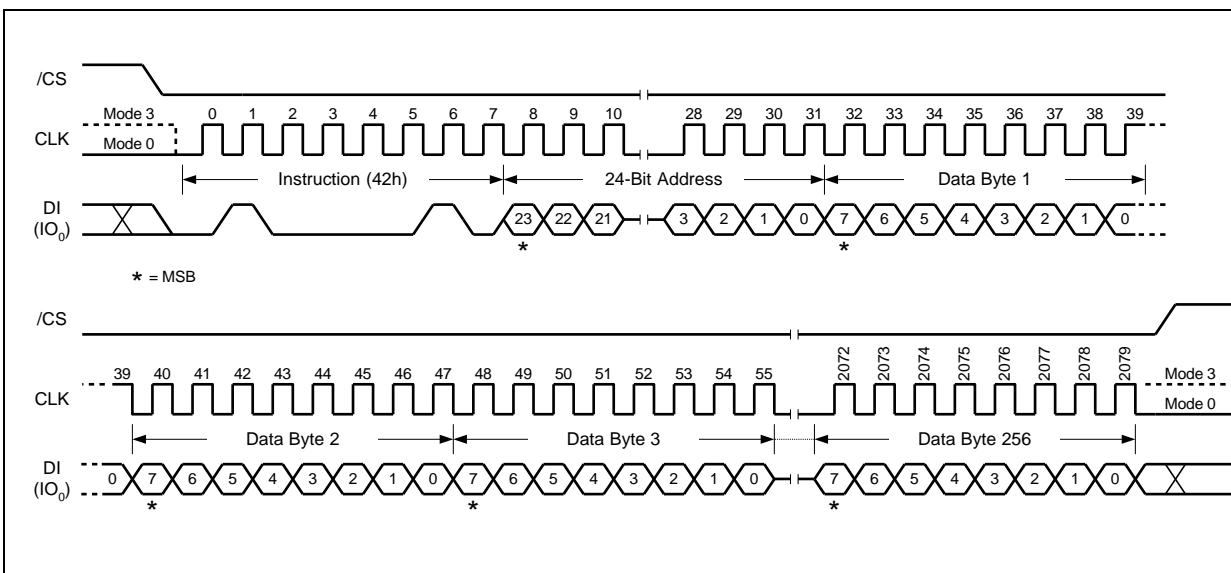 /CS
Mode 3 0 1 2 3 4 5 6 7 8 9 10 28 29 30 31 32 33 34 35 36 37 38 39
CLK Mode 0
Instruction (42h) 24-Bit Address Data Byte 1
DI
(IO0) 23 22 21 3 2 1 0 7 6 5 4 3 2 1 0
* *
* = MSB
/CS
39 40 41 42 43 44 45 46 47 48 49 50 51 52 53 54 55 2072 2073 2074 2075 2076 2077 2078 2079 Mode 3
CLK Mode 0
Data Byte 2 Data Byte 3 Data Byte 256
DI
(IO0) 0 7 6 5 4 3 2 1 0 7 6 5 4 3 2 1 0 7 6 5 4 3 2 1 0
* * *